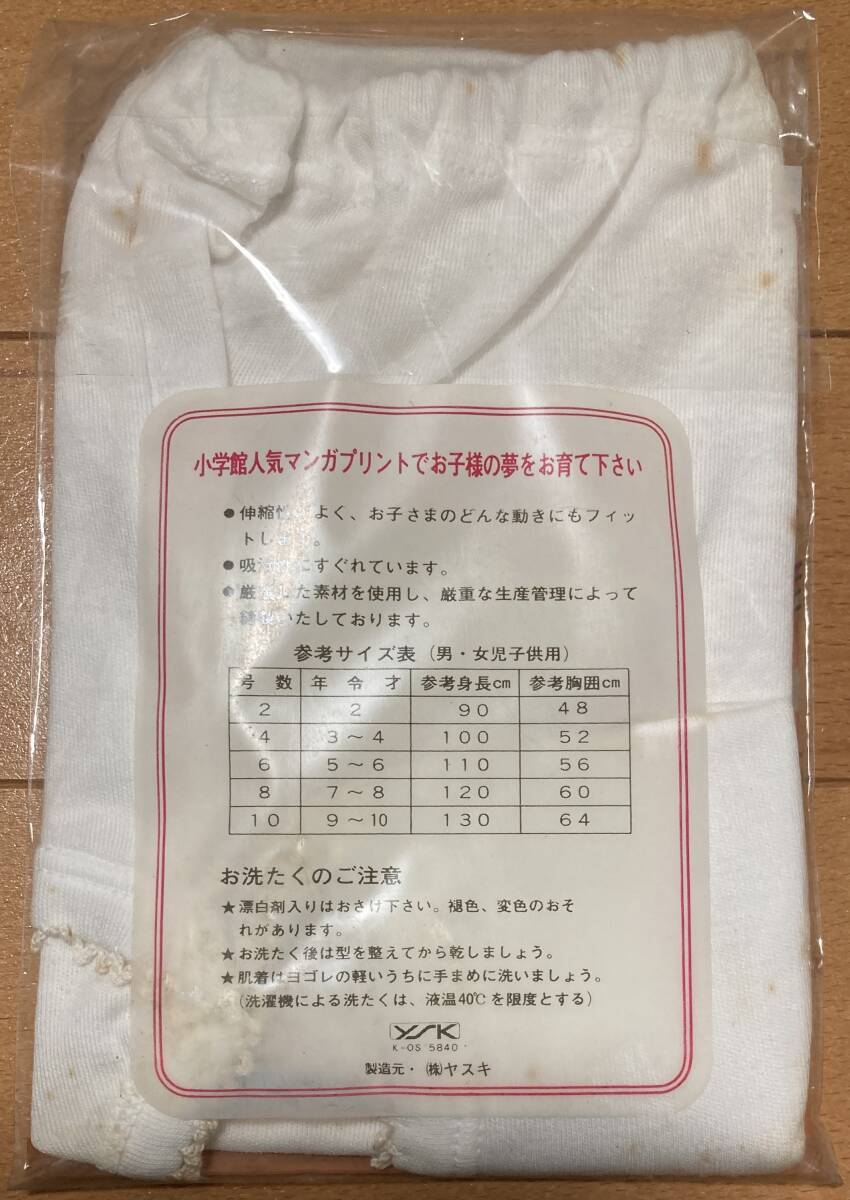 小学館人気マンガプリントでお子様の夢をお育て下さい
●伸縮性 よく、お子さまのどんな動きにもフィッ
トし 。
●吸 にすぐれています。
●厳 した素材を使用し、厳重な生産管理によって
いたしております。
参考サイズ表(男・女児子供用)
号数 年令才 参考身長cm 参考胸囲cm
2 2 90 48
4 3〜4 100 52
6 5〜6 110 56
8 7〜8 120 60
10 9〜10 130 64
お洗たくのご注意
★漂白剤入りはおさけ下さい。褪色、変色のおそ
れがあります。
★お洗たく後は型を整えてから乾しましょう。
★肌着はヨゴレの軽いうちに手まめに洗いましょう。
(洗濯機による洗たくは、液温40℃を限度とする)
YSK
K-OS 5840
製造元・(株)ヤスキ